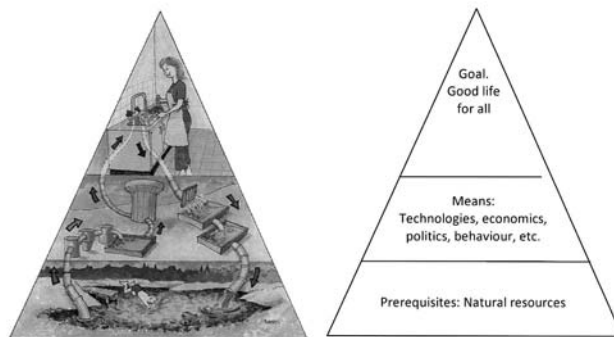 Goal.
Good life
for all
Means:
Technologies, economics,
politics, behaviour, etc.
Prerequisites: Natural resources